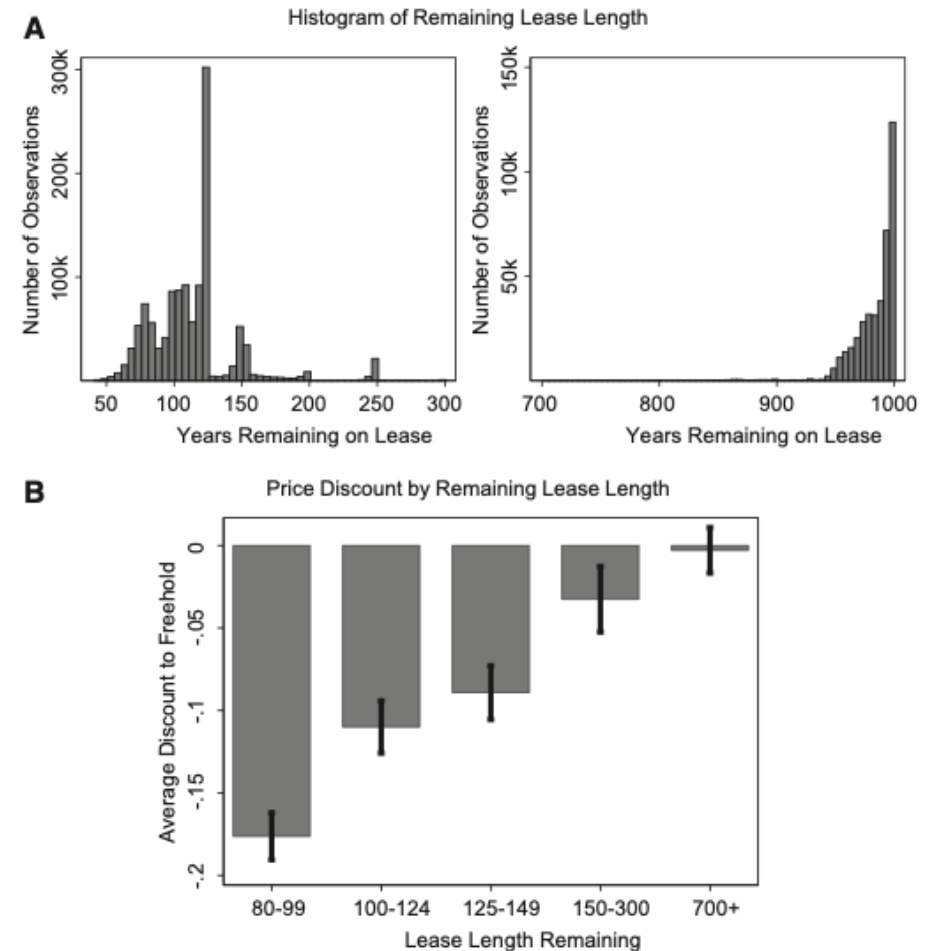 A
Histogram of Remaining Lease Length
Number of Observations
300k
200k
100k
50 100 150 200 250 300
Years Remaining on Lease
Number of Observations
150k
100k
50k
700 800 900 1000
Years Remaining on Lease
B
Price Discount by Remaining Lease Length
Average Discount to Freehold
0
-.05
-.1
-.15
-.2
80-99 100-124 125-149 150-300 700+
Lease Length Remaining